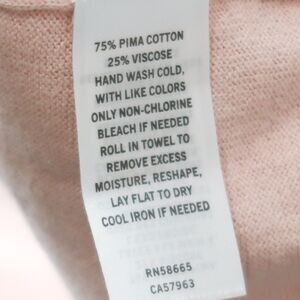 75% PIMA COTTON
25% VISCOSE
HAND WASH COLD,
WITH LIKE COLORS
ONLY NON-CHLORINE
BLEACH IF NEEDED
ROLL IN TOWEL TO
REMOVE EXCESS
MOISTURE, RESHAPE,
LAY FLAT TO DRY
COOL IRON IF NEEDED
RN58665
CA57963